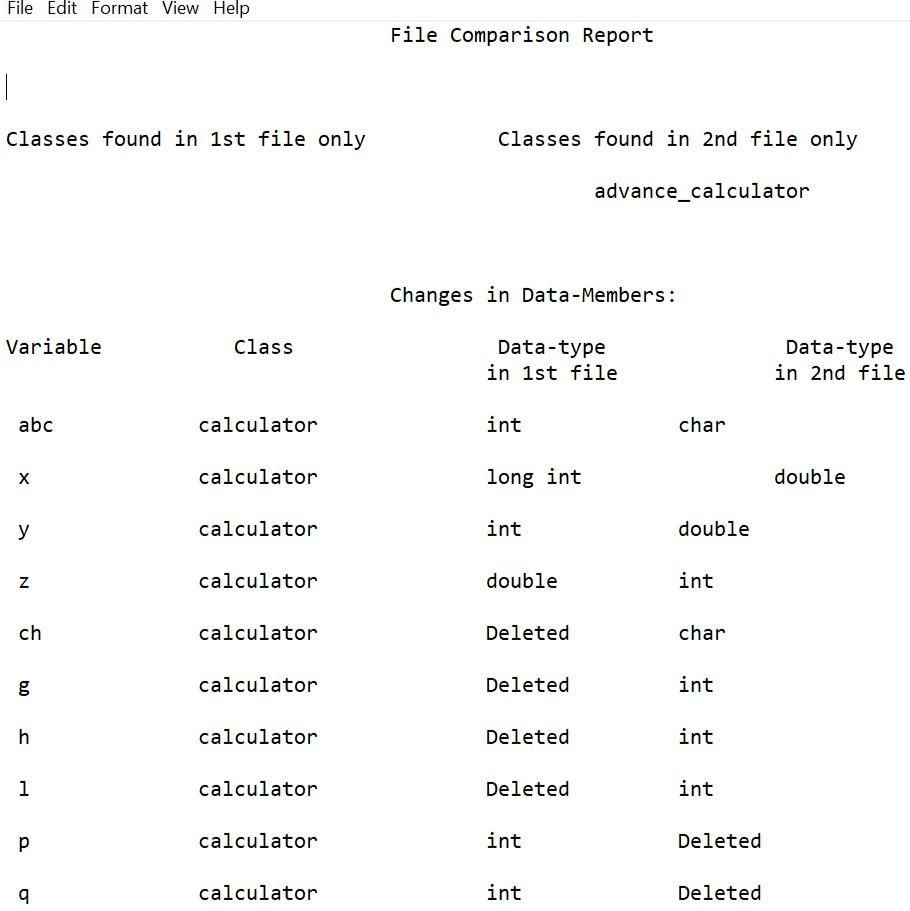 File Edit Format View Help
File Comparison Report
Classes found in 1st file only Classes found in 2nd file only
advance_calculator
Changes in Data-Members:
Variable Class Data-type Data-type
in 1st file in 2nd file
abc calculator int char
x calculator long int double
y calculator int double
z calculator double int
ch calculator Deleted char
g calculator Deleted int
h calculator Deleted int
l calculator Deleted int
p calculator int Deleted
q calculator int Deleted